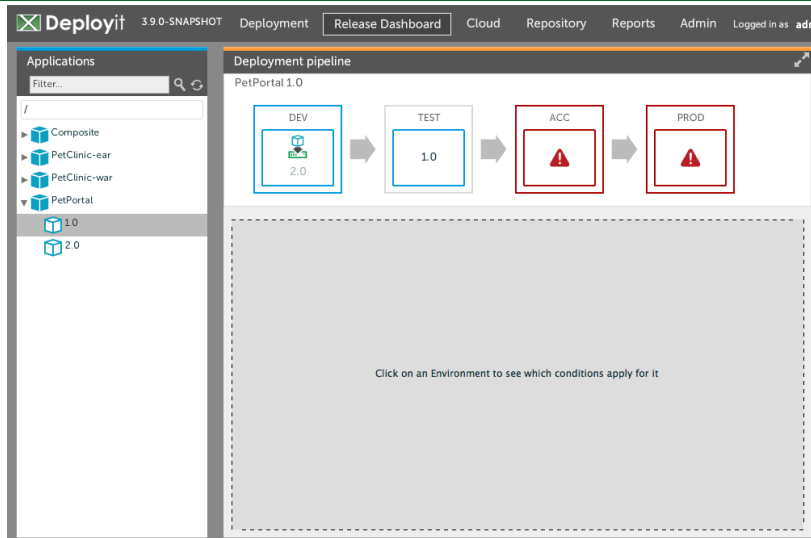 Deployit 3.9.0-SNAPSHOT Deployment Release Dashboard Cloud Repository Reports Admin Logged in as adm
Applications
Filter...
/
Composite
PetClinic-ear
PetClinic-war
PetPortal
1.0
2.0
Deployment pipeline
PetPortal 1.0
DEV TEST ACC PROD
2.0 1.0
Click on an Environment to see which conditions apply for it